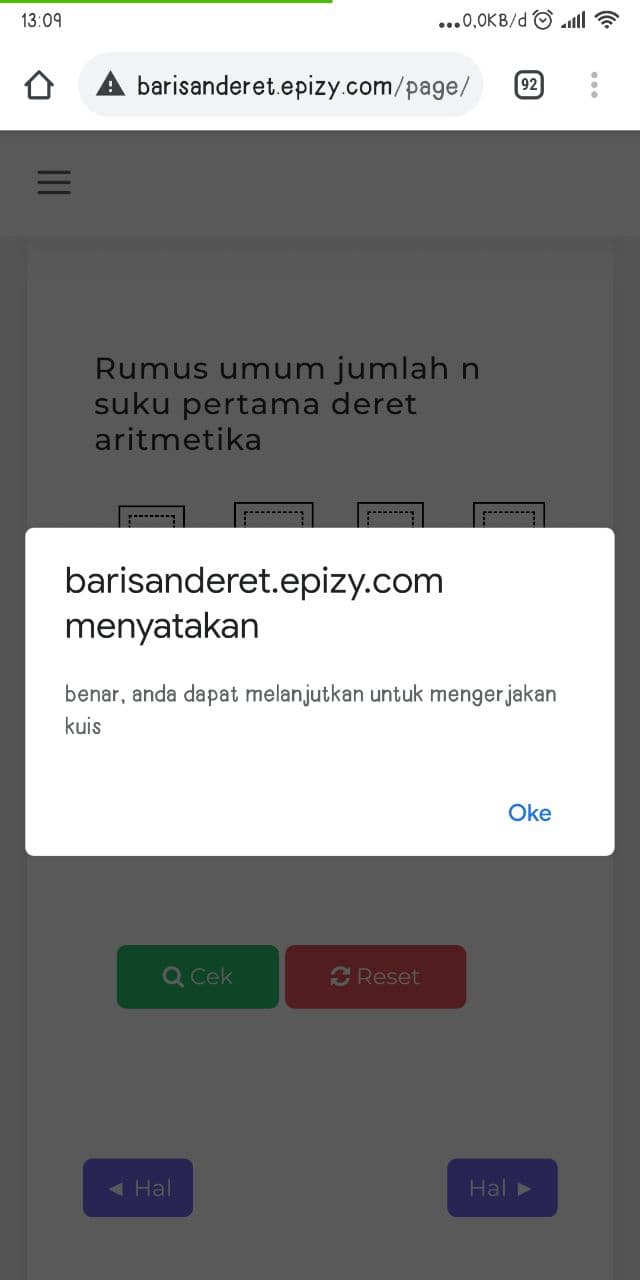 13:09
...0,0KB/d
barisanderet.epizy.com/page/
92
Rumus umum jumlah n
suku pertama deret
aritmetika
barisanderet.epizy.com
menyatakan
benar, anda dapat melanjutkan untuk mengerjakan
kuis
Oke
Cek
Reset
◄ Hal
Hal ►